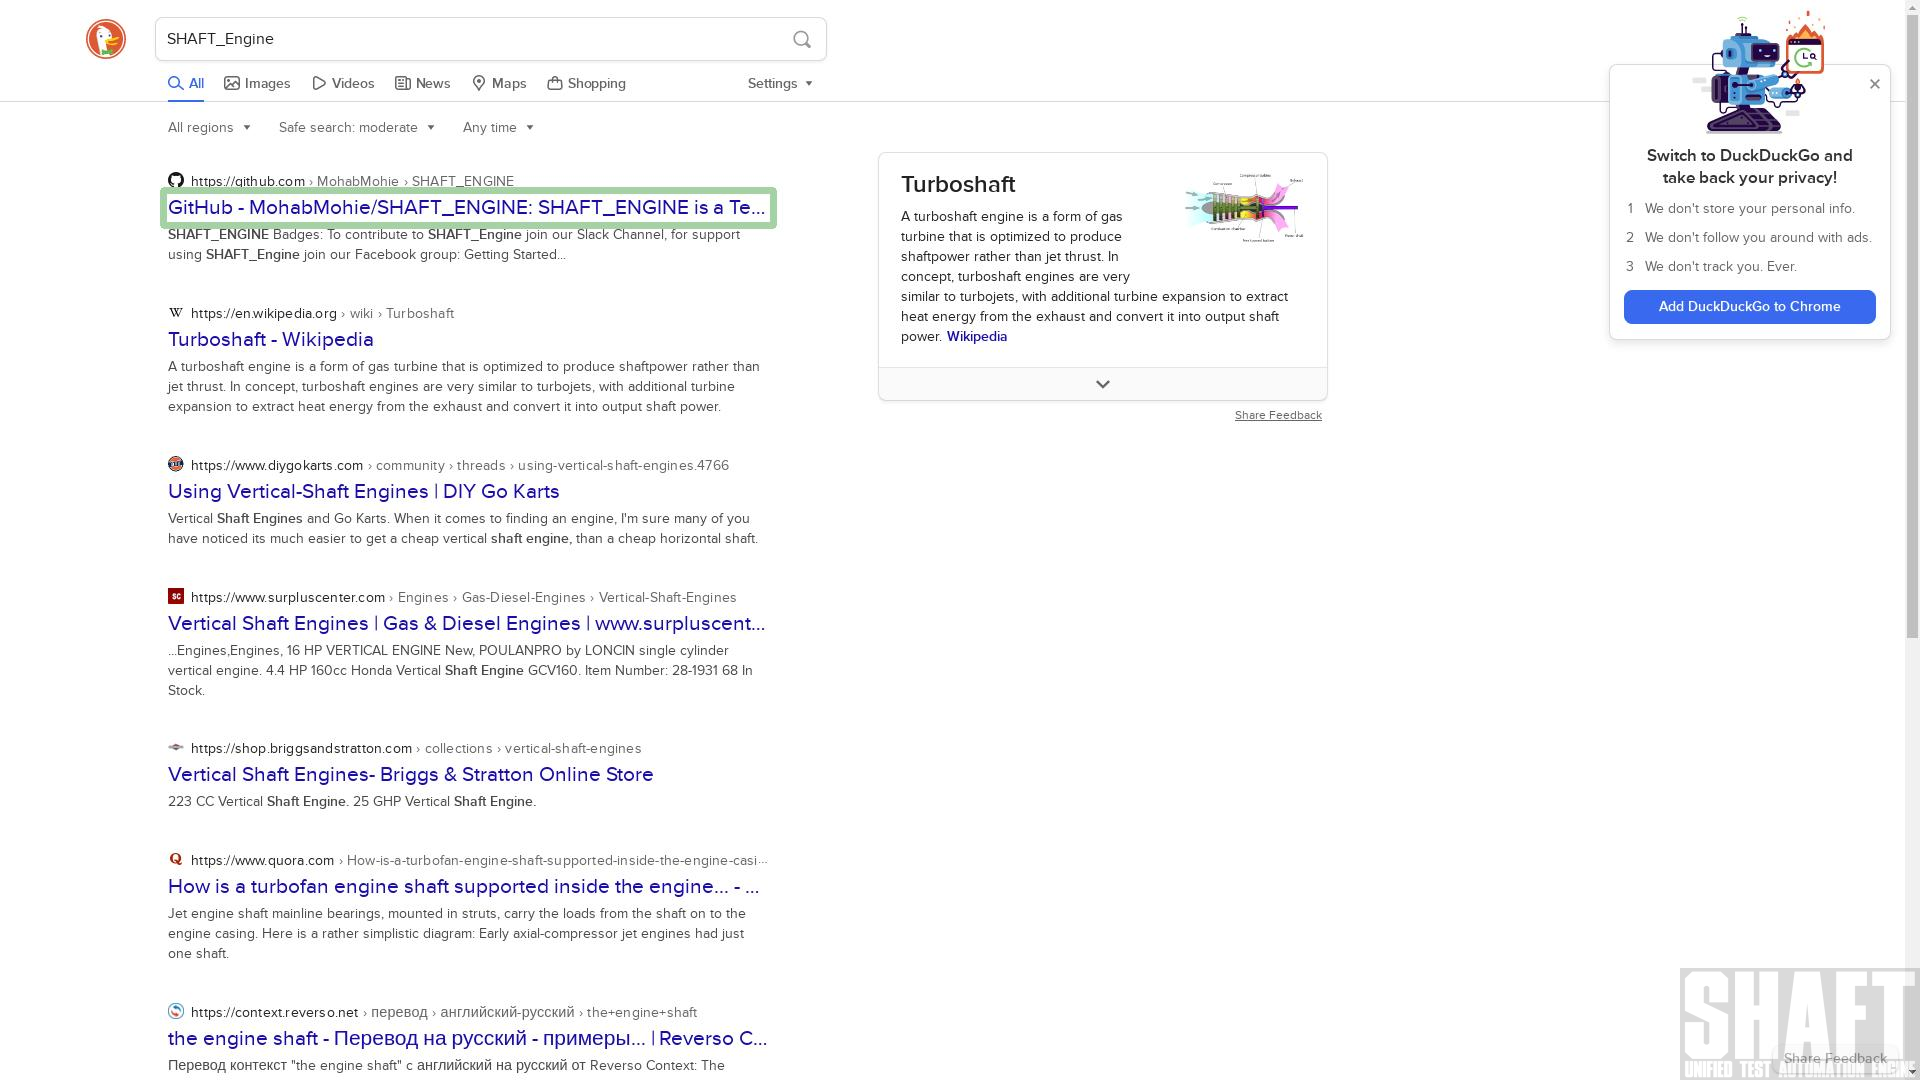 SHAFT_Engine
All Images Videos News Maps Shopping Settings
All regions Safe search: moderate Any time
https://github.com › MohabMohie › SHAFT_ENGINE
GitHub - MohabMohie/SHAFT_ENGINE: SHAFT_ENGINE is a Te...
SHAFT_ENGINE Badges: To contribute to SHAFT_Engine join our Slack Channel, for support
using SHAFT_Engine join our Facebook group: Getting Started...
W https://en.wikipedia.org › wiki › Turboshaft
Turboshaft - Wikipedia
A turboshaft engine is a form of gas turbine that is optimized to produce shaftpower rather than
jet thrust. In concept, turboshaft engines are very similar to turbojets, with additional turbine
expansion to extract heat energy from the exhaust and convert it into output shaft power.
https://www.diygokarts.com › community › threads › using-vertical-shaft-engines.4766
Using Vertical-Shaft Engines | DIY Go Karts
Vertical Shaft Engines and Go Karts. When it comes to finding an engine, I'm sure many of you
have noticed its much easier to get a cheap vertical shaft engine, than a cheap horizontal shaft.
SC https://www.surpluscenter.com › Engines › Gas-Diesel-Engines › Vertical-Shaft-Engines
Vertical Shaft Engines | Gas & Diesel Engines | www.surpluscent...
...Engines,Engines, 16 HP VERTICAL ENGINE New, POULANPRO by LONCIN single cylinder
vertical engine. 4.4 HP 160cc Honda Vertical Shaft Engine GCV160. Item Number: 28-1931 68 In
Stock.
https://shop.briggsandstratton.com › collections › vertical-shaft-engines
Vertical Shaft Engines- Briggs & Stratton Online Store
223 CC Vertical Shaft Engine. 25 GHP Vertical Shaft Engine.
Q https://www.quora.com › How-is-a-turbofan-engine-shaft-supported-inside-the-engine-casi...
How is a turbofan engine shaft supported inside the engine... - ...
Jet engine shaft mainline bearings, mounted in struts, carry the loads from the shaft on to the
engine casing. Here is a rather simplistic diagram: Early axial-compressor jet engines had just
one shaft.
https://context.reverso.net › перевод › английский-русский › the+engine+shaft
the engine shaft - Перевод на русский - примеры... | Reverso C...
Перевод контекст "the engine shaft" c английский на русский от Reverso Context: The
Turboshaft
A turboshaft engine is a form of gas
turbine that is optimized to produce
shaftpower rather than jet thrust. In
concept, turboshaft engines are very
similar to turbojets, with additional turbine expansion to extract
heat energy from the exhaust and convert it into output shaft
power. Wikipedia
Share Feedback
Switch to DuckDuckGo and
take back your privacy!
1 We don't store your personal info.
2 We don't follow you around with ads.
3 We don't track you. Ever.
Add DuckDuckGo to Chrome
SHAFT
Share Feedback
UNIFIED TEST AUTOMATION ENGINE